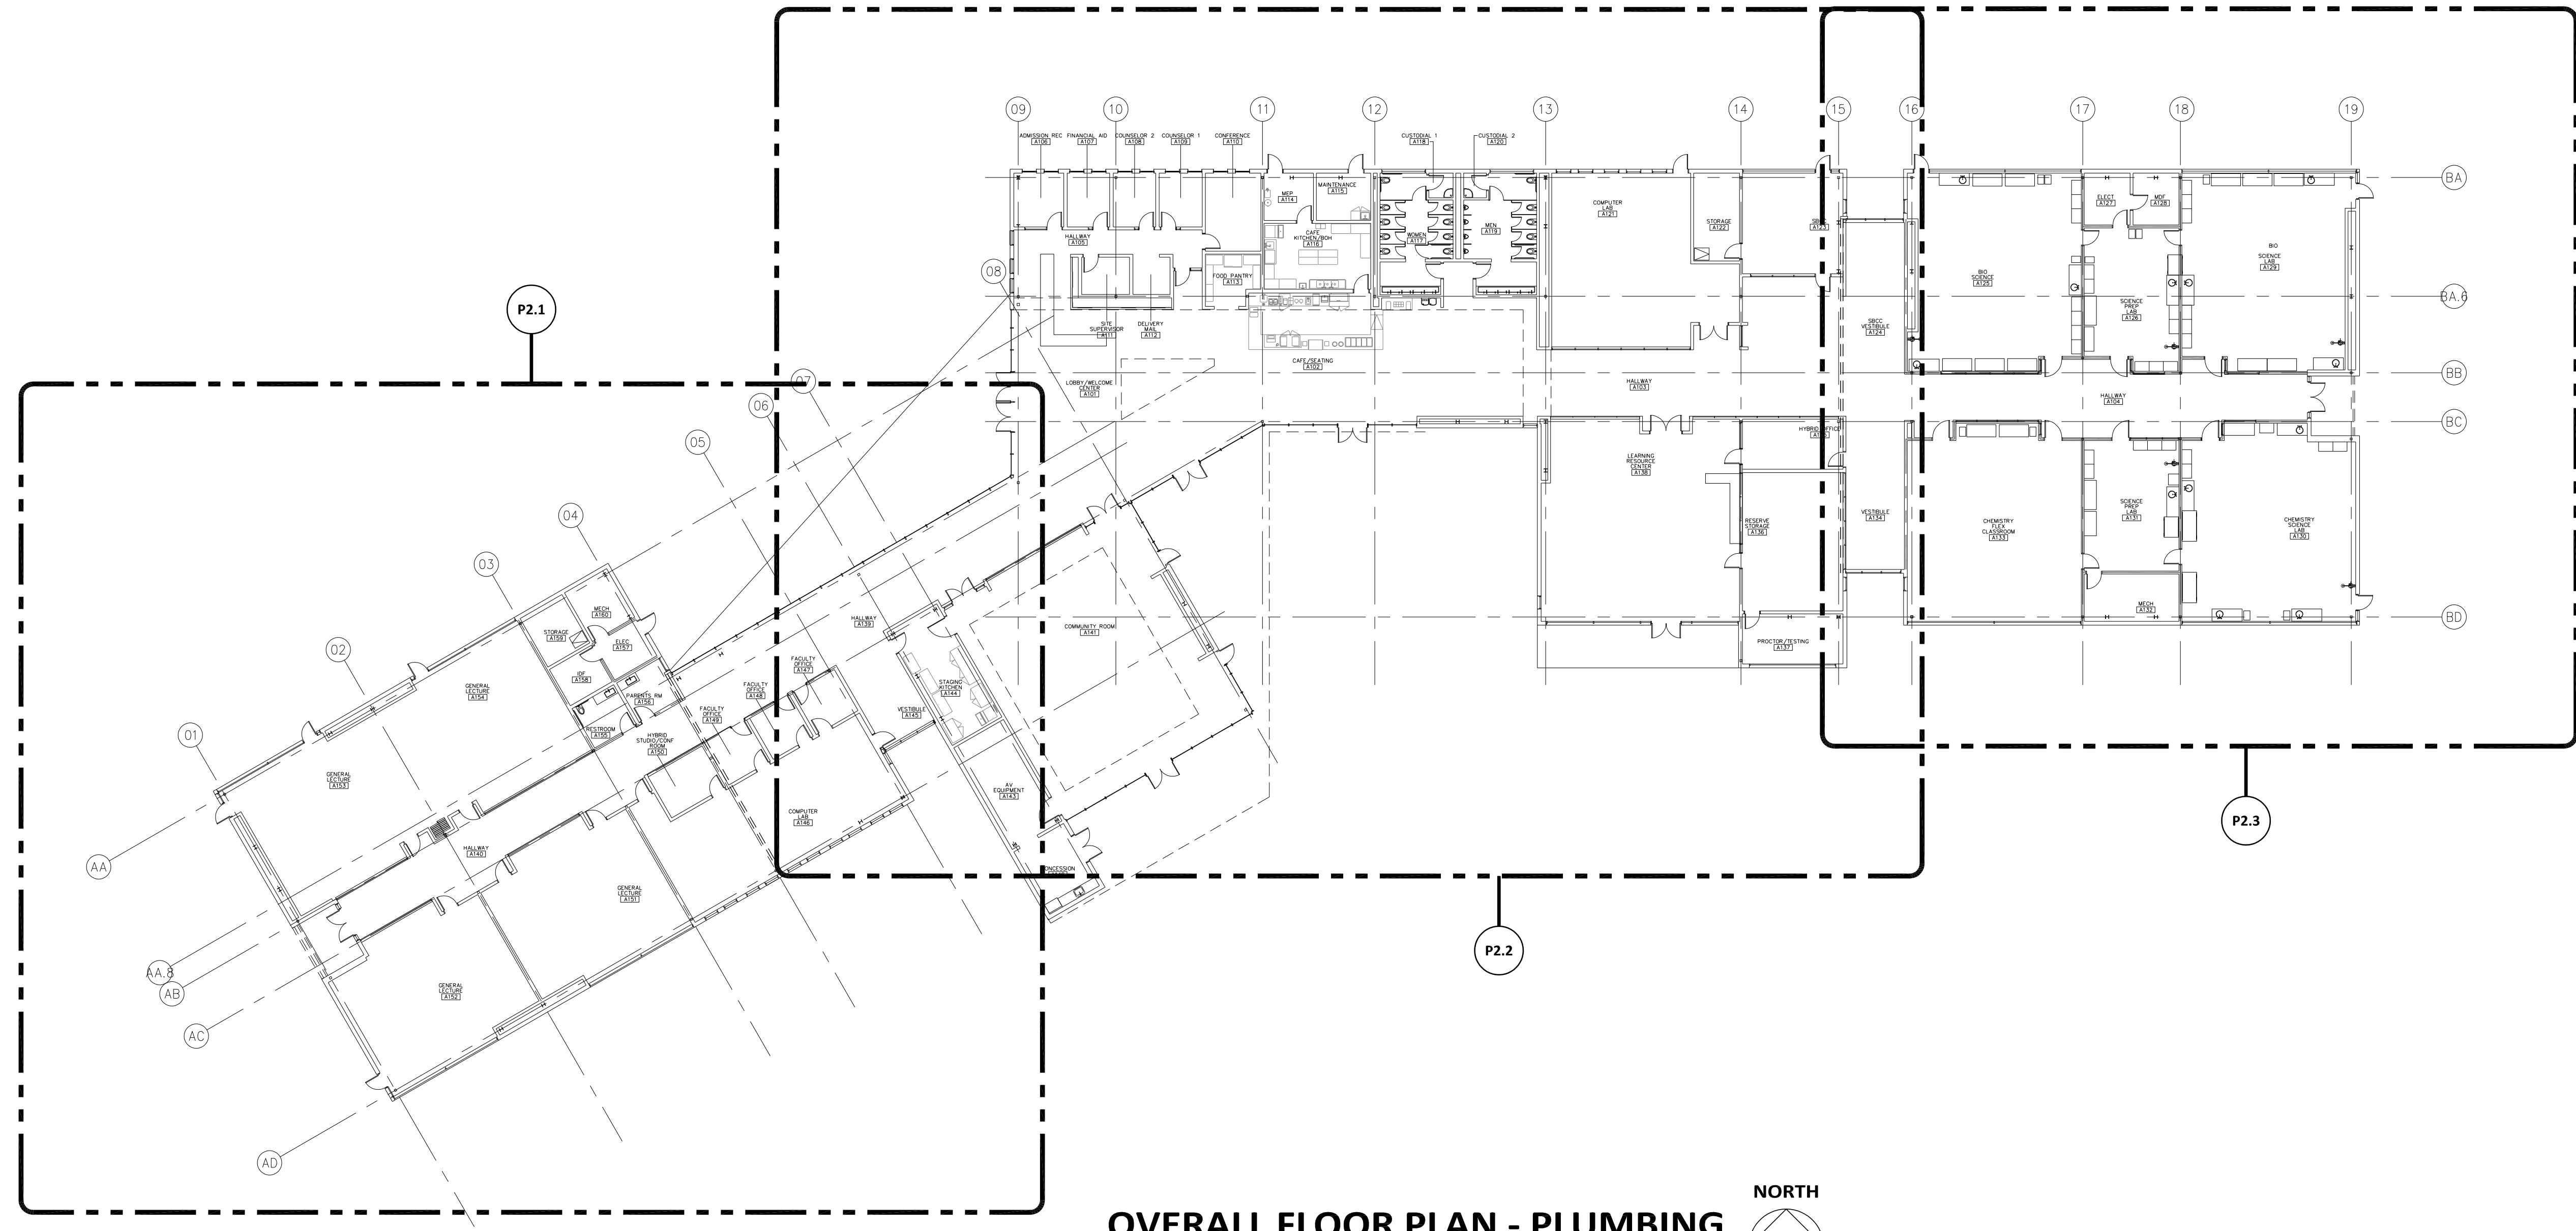 09
10
11
12
13
14
15
16
17
18
19
ADMISSION REC
A106
FINANCIAL AID
A107
COUNSELOR 2
A108
COUNSELOR 1
A109
CONFERENCE
A110
CUSTODIAL 1
A118
CUSTODIAL 2
A120
BA
MEP
A114
MAINTENANCE
A115
HALLWAY
A105
CAFE
KITCHEN/BOH
A116
WOMEN
A117
MEN
A119
COMPUTER
LAB
A121
STORAGE
A122
SBCC
A123
ELECT
A127
MDF
A128
BIO
SCIENCE
LAB
A129
BIO
SCIENCE
A125
SCIENCE
PREP
LAB
A126
BA.6
08
FOOD PANTRY
A113
P2.1
SITE
SUPERVISOR
A111
DELIVERY
MAIL
A112
SBCC
VESTIBULE
A124
CAFE/SEATING
A102
BB
07
LOBBY/WELCOME
CENTER
A101
HALLWAY
A103
HALLWAY
A104
06
BC
05
HYBRID OFFICE
LEARNING
RESOURCE
CENTER
A138
04
VESTIBULE
A134
RESERVE
STORAGE
A136
CHEMISTRY
FLEX
CLASSROOM
A133
SCIENCE
PREP
LAB
A131
CHEMISTRY
SCIENCE
LAB
A130
03
MECH
A160
STORAGE
A159
ELEC
A157
HALLWAY
A139
COMMUNITY ROOM
A141
MECH
A132
BD
02
PROCTOR/TESTING
A137
IDF
A158
PARENTS RM
A156
FACULTY
OFFICE
A147
FACULTY
OFFICE
A148
FACULTY
OFFICE
A149
STAGING
KITCHEN
A144
GENERAL
LECTURE
A154
01
RESTROOM
A155
HYBRID
STUDIO/CONF
ROOM
A150
VESTIBULE
A145
GENERAL
LECTURE
A153
AV
EQUIPMENT
A143
COMPUTER
LAB
A146
P2.3
HALLWAY
A140
AA
CONCESSION
GENERAL
LECTURE
A151
P2.2
AA.8
AB
GENERAL
LECTURE
A152
AC
AD
NORTH
OVERALL FLOOR PLAN - PLUMBING